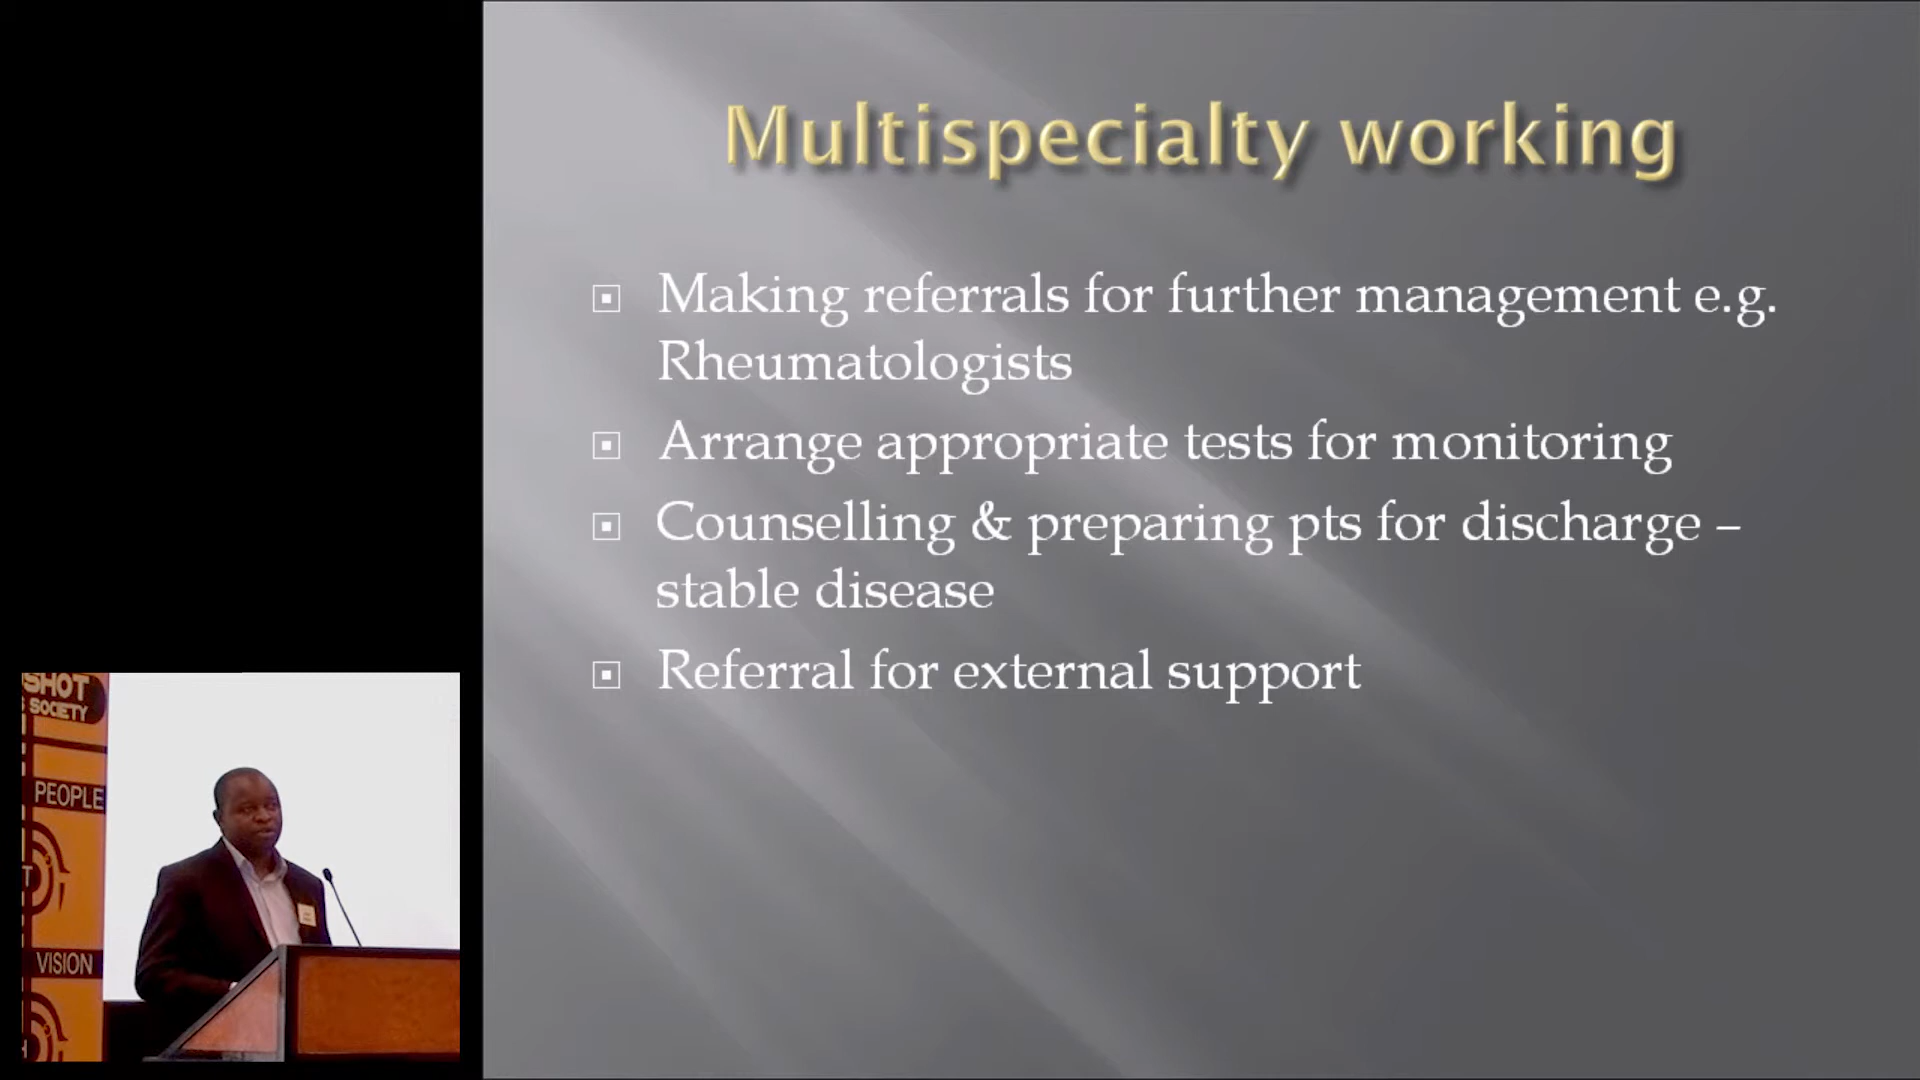 Multispecialty working
Making referrals for further management e.g.
Rheumatologists
Arrange appropriate tests for monitoring
Counselling & preparing pts for discharge –
stable disease
Referral for external support
SHOT
SOCIETY
PEOPLE
VISION